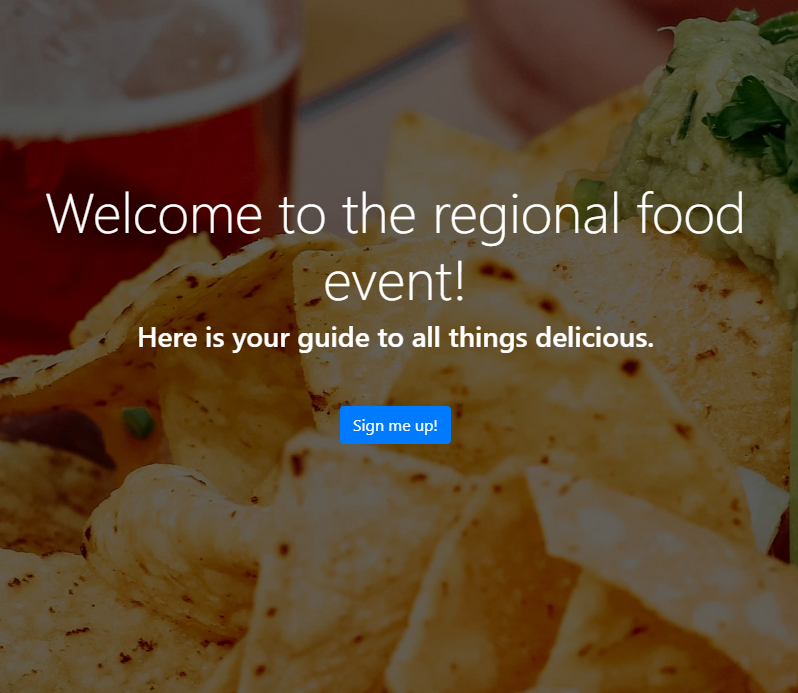 Welcome to the regional food
event!
Here is your guide to all things delicious.
Sign me up!